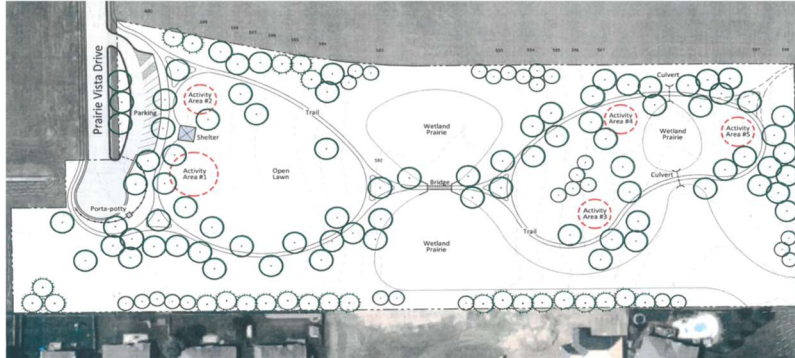 Prairie Vista Drive
Parking
Activity
Area #2
Shelter
Activity
Area #1
Porta-potty
Trail
Open
Lawn
592
Wetland
Prairie
Bridge
Wetland
Prairie
Trail
Activity
Area #3
Activity
Area #4
Culvert
Wetland
Prairie
Culvert
Activity
Area #5